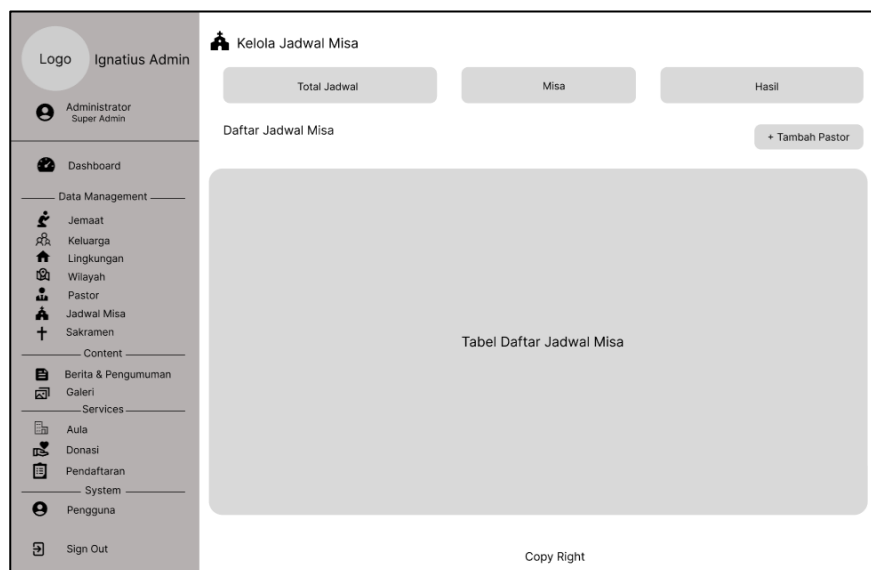 Logo
Ignatius Admin
Administrator
Super Admin
Dashboard
Data Management
Jemaat
Keluarga
Lingkungan
Wilayah
Pastor
Jadwal Misa
Sakramen
Content
Berita & Pengumuman
Galeri
Services
Aula
Donasi
Pendaftaran
System
Pengguna
Sign Out
Kelola Jadwal Misa
Total Jadwal
Misa
Hasil
Daftar Jadwal Misa
+ Tambah Pastor
Tabel Daftar Jadwal Misa
Copy Right